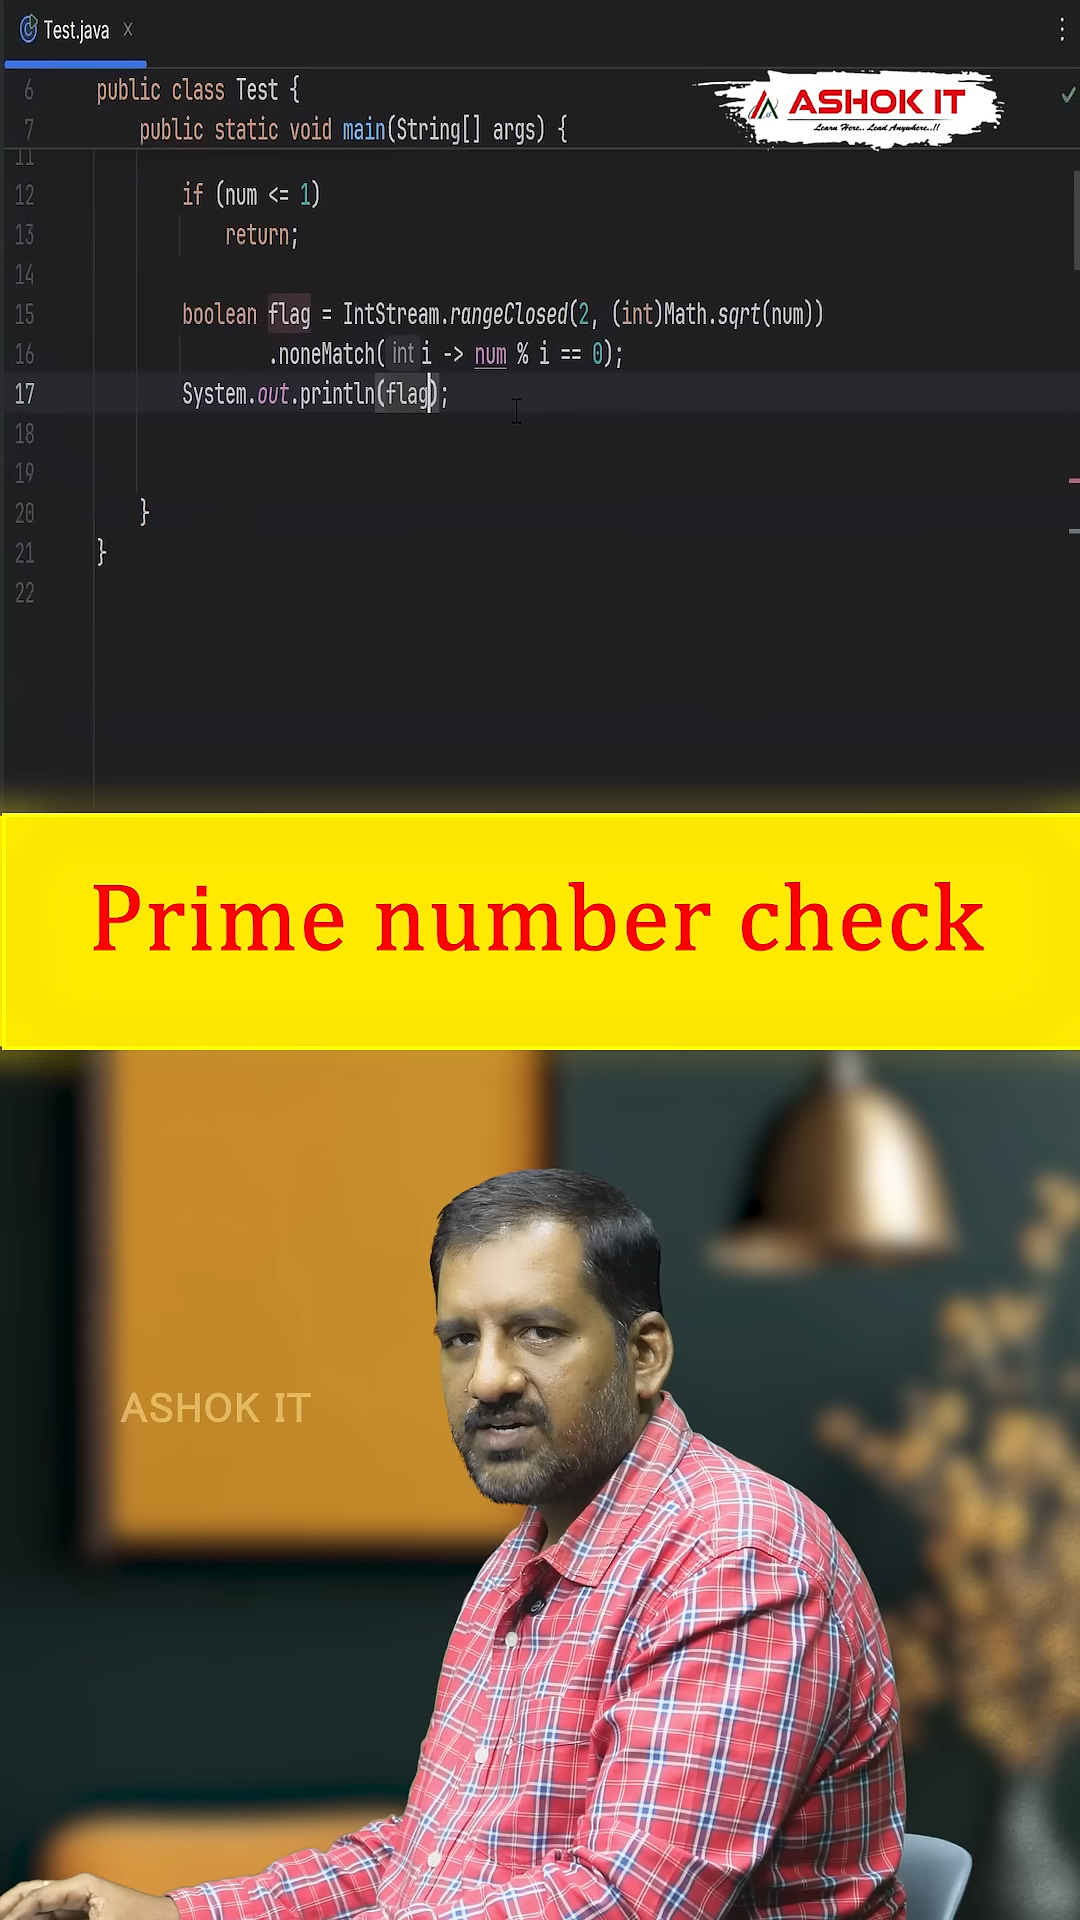 Test.java
6 public class Test {
7 public static void main(String[] args) {
ASHOK IT
Learn Here.. Lead Anywhere..!!
11
12 if (num <= 1)
13 return;
14
15 boolean flag = IntStream.rangeClosed(2, (int)Math.sqrt(num))
16 .noneMatch( int i -> num % i == 0);
17 System.out.println(flag);
18
19
20 }
21 }
22
Prime number check
ASHOK IT